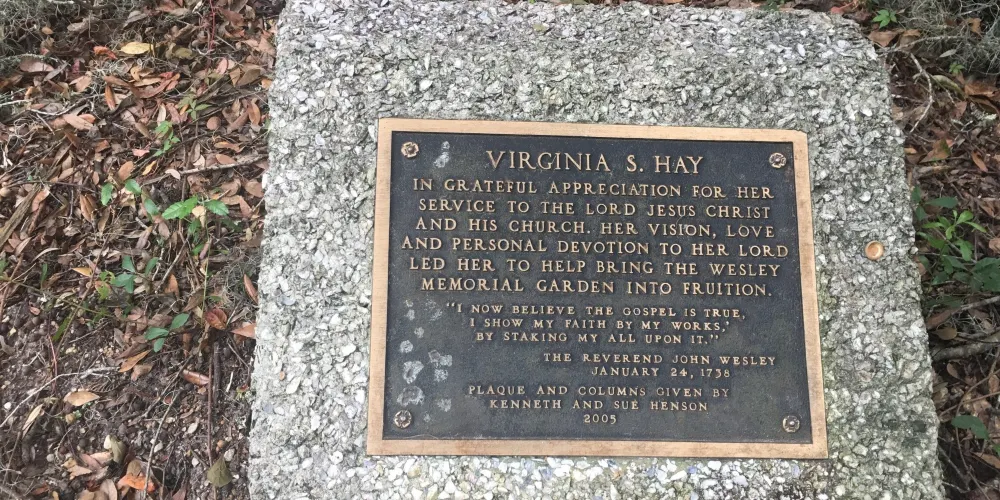 VIRGINIA S. HAY
IN GRATEFUL APPRECIATION FOR HER
SERVICE TO THE LORD JESUS CHRIST
AND HIS CHURCH. HER VISION, LOVE
AND PERSONAL DEVOTION TO HER LORD
LED HER TO HELP BRING THE WESLEY
MEMORIAL GARDEN INTO FRUITION.
"I NOW BELIEVE THE GOSPEL IS TRUE,
I SHOW MY FAITH BY MY WORKS,'
BY STAKING MY ALL UPON IT."
THE REVEREND JOHN WESLEY
JANUARY 24, 1738
PLAQUE AND COLUMNS GIVEN BY
KENNETH AND SUE HENSON
2005